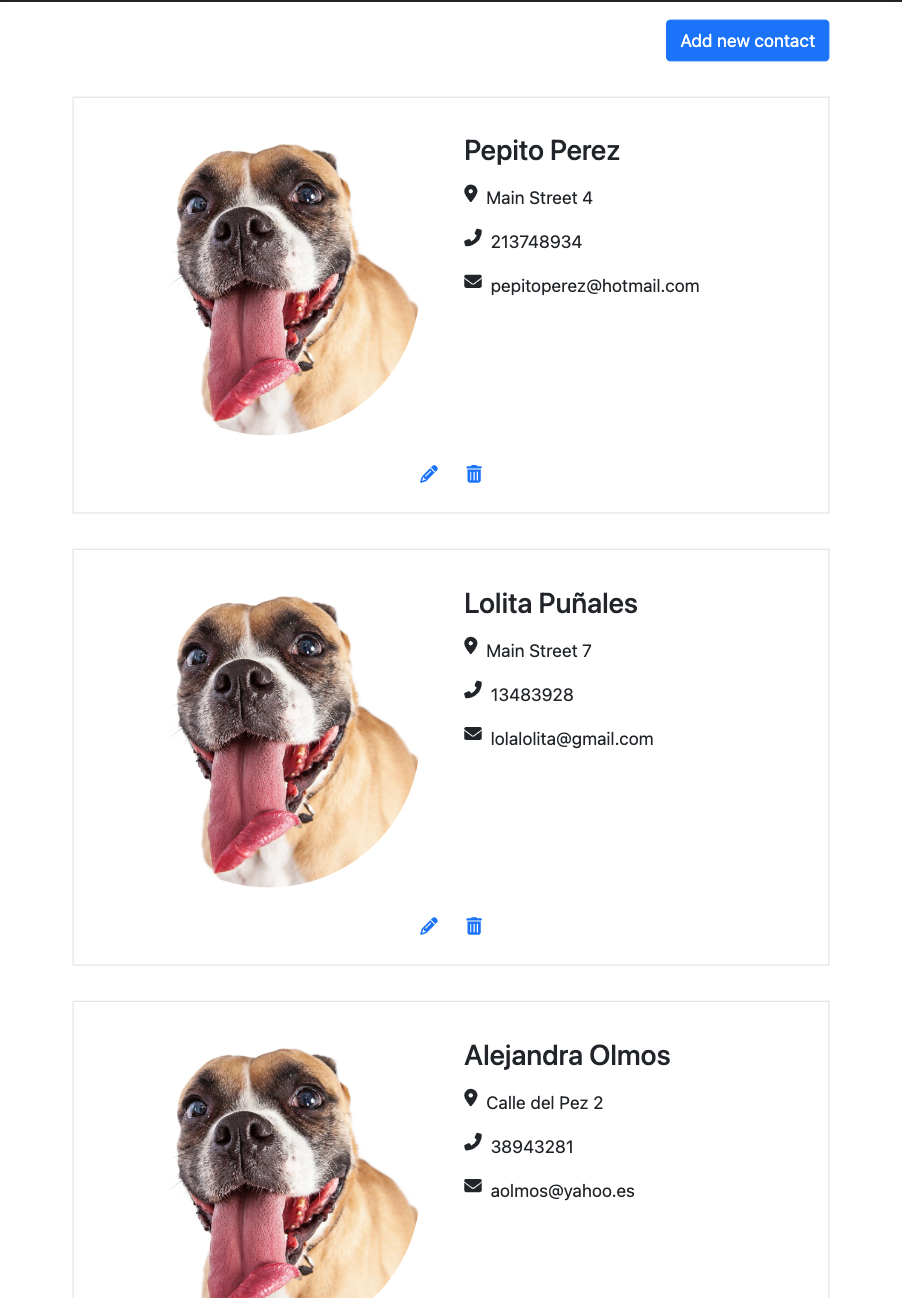 Add new contact
Pepito Perez
Main Street 4
213748934
pepitoperez@hotmail.com
Lolita Puñales
Main Street 7
13483928
lolalolita@gmail.com
Alejandra Olmos
Calle del Pez 2
38943281
aolmos@yahoo.es